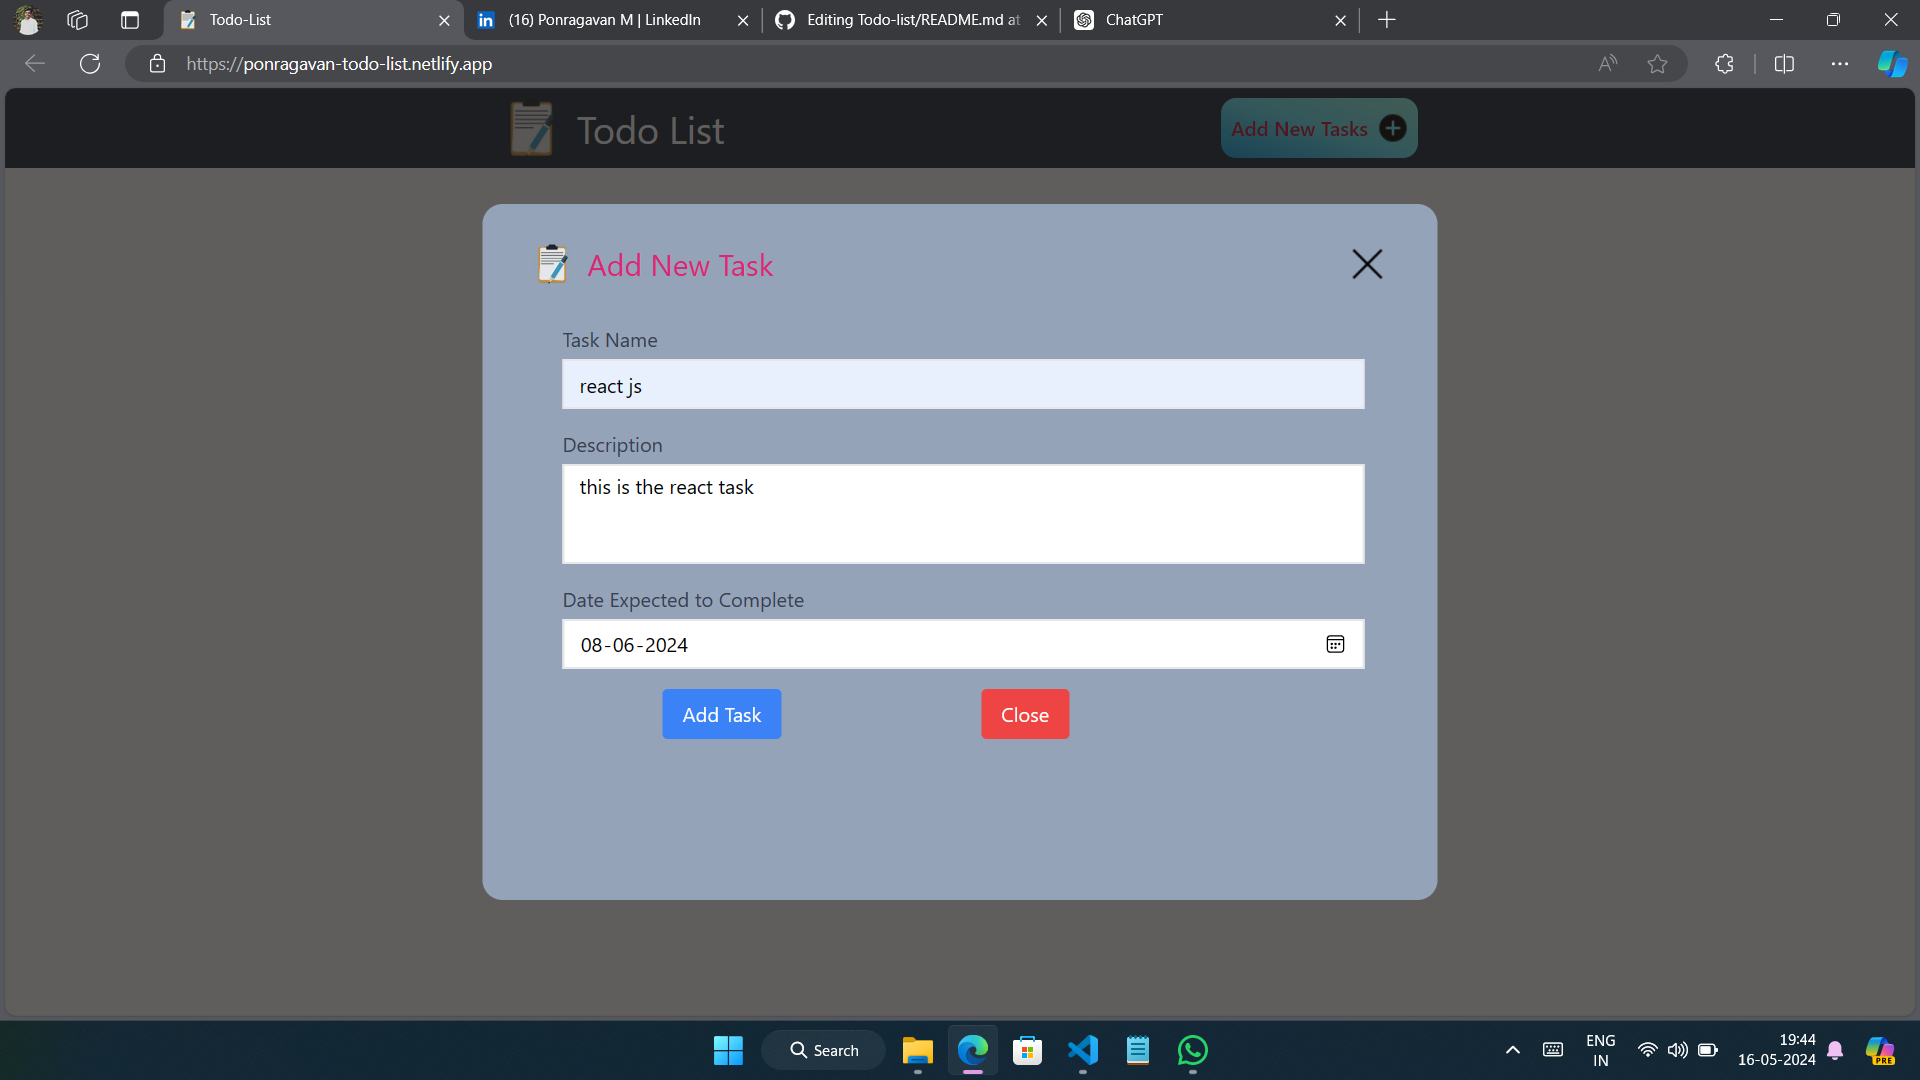 Todo-List
(16) Ponragavan M | LinkedIn
Editing Todo-list/README.md at
ChatGPT
https://ponragavan-todo-list.netlify.app
Todo List
Add New Tasks
Add New Task
Task Name
react js
Description
this is the react task
Date Expected to Complete
08-06-2024
Add Task
Close
Search
ENG
IN
19:44
16-05-2024
PRE